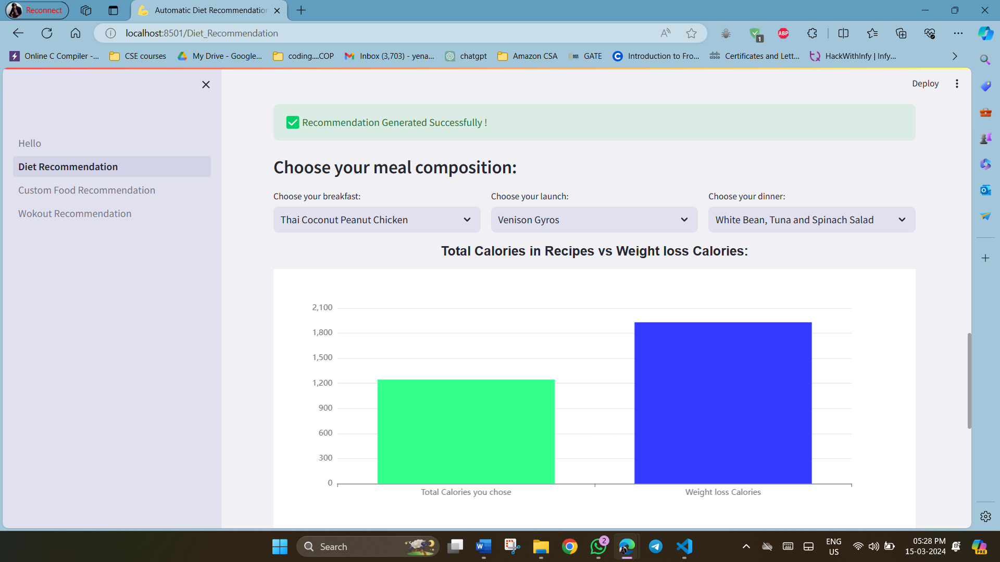 Reconnect
Automatic Diet Recommendation
localhost:8501/Diet_Recommendation
ABP
1
Online C Compiler -...
CSE courses
My Drive - Google...
coding....COP
Inbox (3,703) - yena...
chatgpt
Amazon CSA
GATE
Introduction to Fro...
Certificates and Lett...
HackWithInfy | Infy...
Deploy
Hello
Diet Recommendation
Custom Food Recommendation
Wokout Recommendation
Recommendation Generated Successfully !
Choose your meal composition:
Choose your breakfast:
Choose your launch:
Choose your dinner:
Thai Coconut Peanut Chicken
Venison Gyros
White Bean, Tuna and Spinach Salad
Total Calories in Recipes vs Weight loss Calories:
2,100
1,800
1,500
1,200
900
600
300
0
Total Calories you chose
Weight loss Calories
Search
2
ENG
US
05:28 PM
15-03-2024
PRE